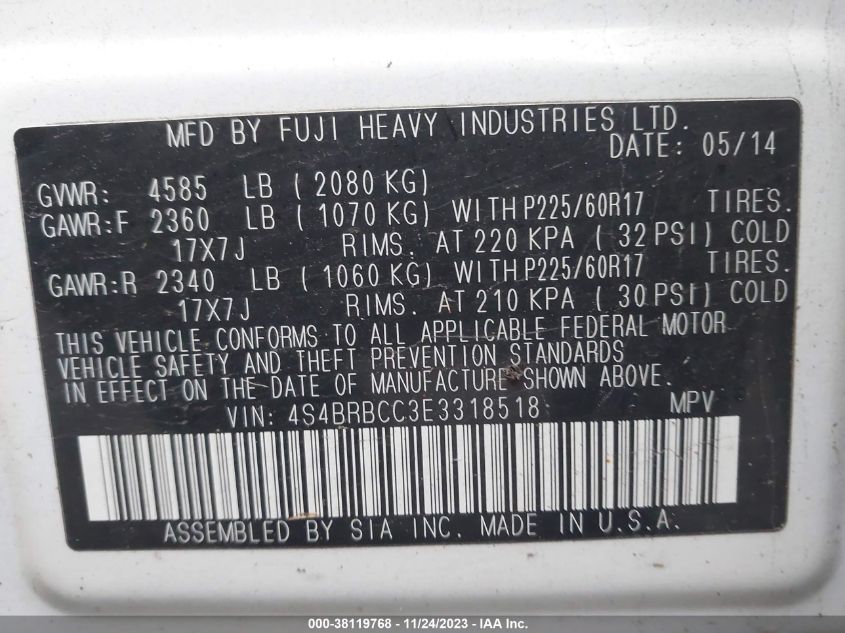 MFD BY FUJI HEAVY INDUSTRIES LTD.
DATE: 05/14
GVWR: 4585 LB ( 2080 KG)
GAWR:F 2360 LB ( 1070 KG) WITH P225/60R17 TIRES.
17X7J RIMS. AT 220 KPA ( 32 PSI) COLD
GAWR:R 2340 LB ( 1060 KG) WITH P225/60R17 TIRES.
17X7J RIMS. AT 210 KPA ( 30 PSI) COLD
THIS VEHICLE CONFORMS TO ALL APPLICABLE FEDERAL MOTOR
VEHICLE SAFETY AND THEFT PREVENTION STANDARDS
IN EFFECT ON THE DATE OF MANUFACTURE SHOWN ABOVE.
VIN: 4S4BRBCC3E3318518 MPV
ASSEMBLED BY SIA INC. MADE IN U.S.A.
000-38119768 - 11/24/2023 - IAA Inc.